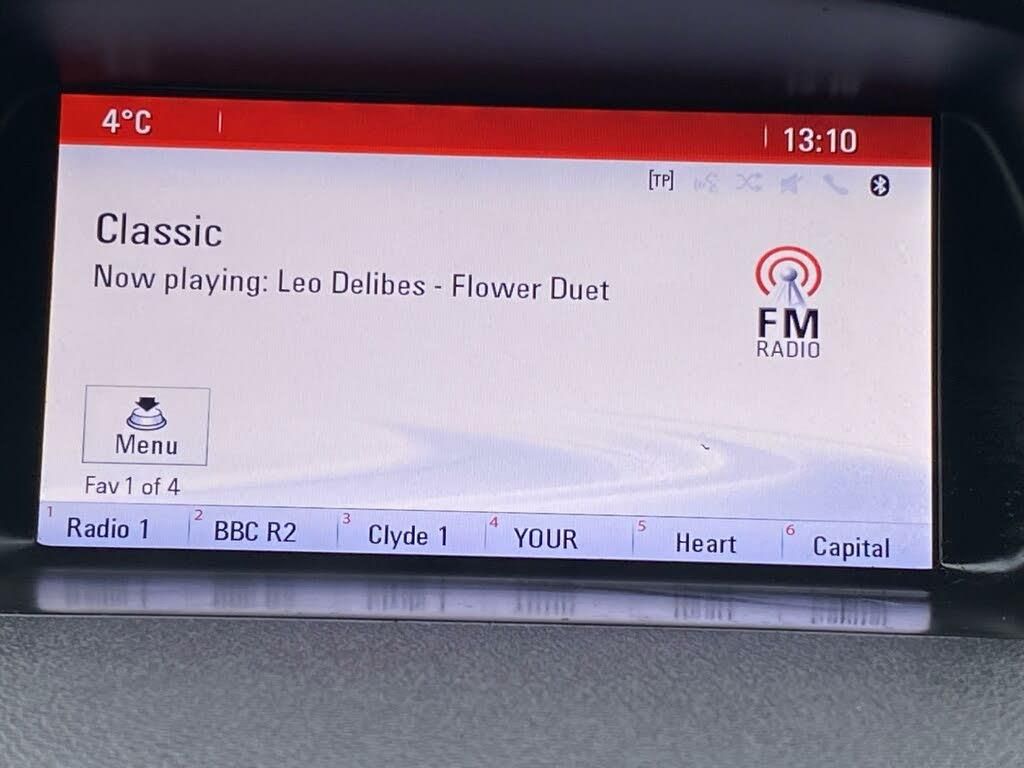 4°C 13:10
[TP]
Classic
Now playing: Leo Delibes - Flower Duet
FM
RADIO
Menu
Fav 1 of 4
1 Radio 1 2 BBC R2 3 Clyde 1 4 YOUR 5 Heart 6 Capital